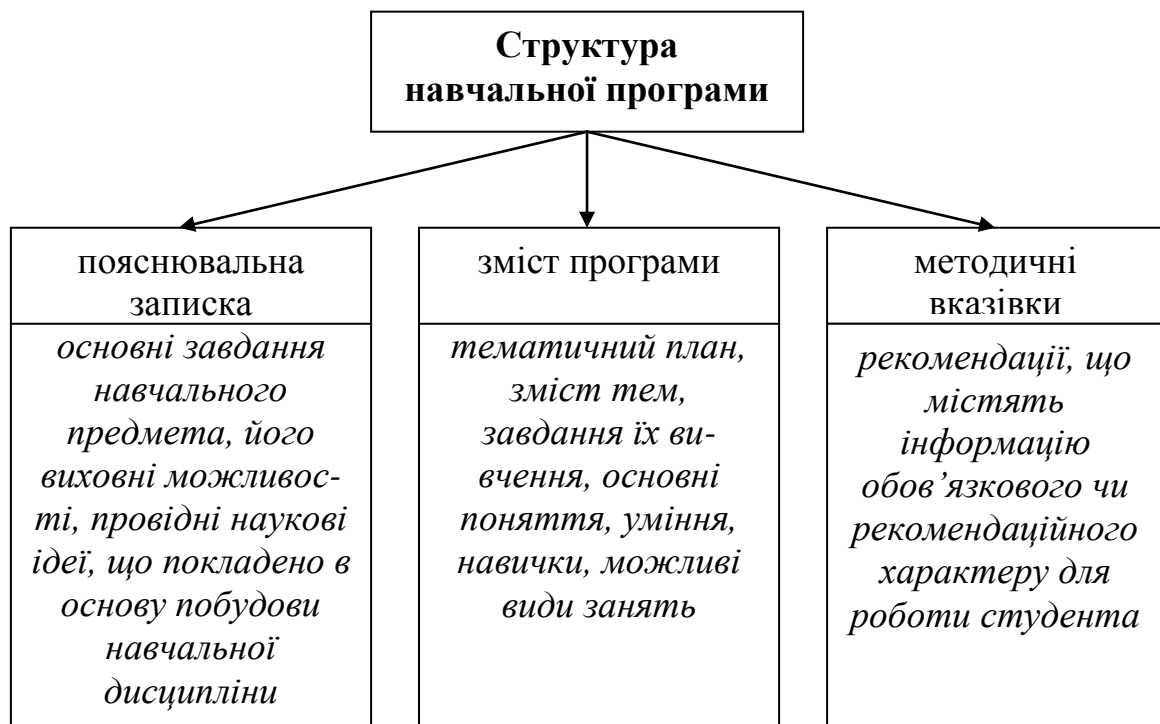 Структура
навчальної програми
пояснювальна
записка
основні завдання
навчального
предмета, його
виховні можливос-
ті, провідні наукові
ідеї, що покладено в
основу побудови
навчальної
дисципліни
зміст програми
тематичний план,
зміст тем,
завдання їх ви-
вчення, основні
поняття, уміння,
навички, можливі
види занять
методичні
вказівки
рекомендації, що
містять
інформацію
обов’язкового чи
рекомендаційного
характеру для
роботи студента